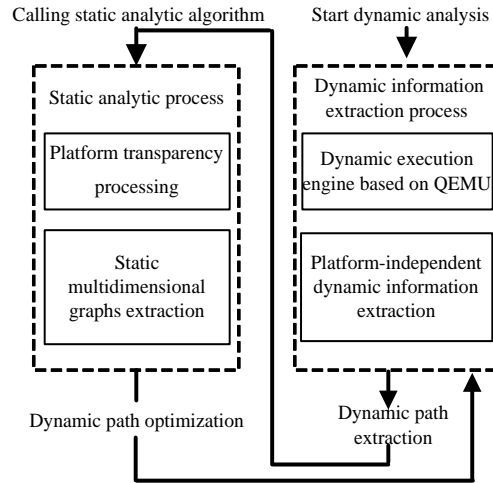 Calling static analytic algorithm
Start dynamic analysis
Static analytic process
Platform transparency
processing
Static
multidimensional
graphs extraction
Dynamic path optimization
Dynamic information
extraction process
Dynamic execution
engine based on QEMU
Platform-independent
dynamic information
extraction
Dynamic path
extraction